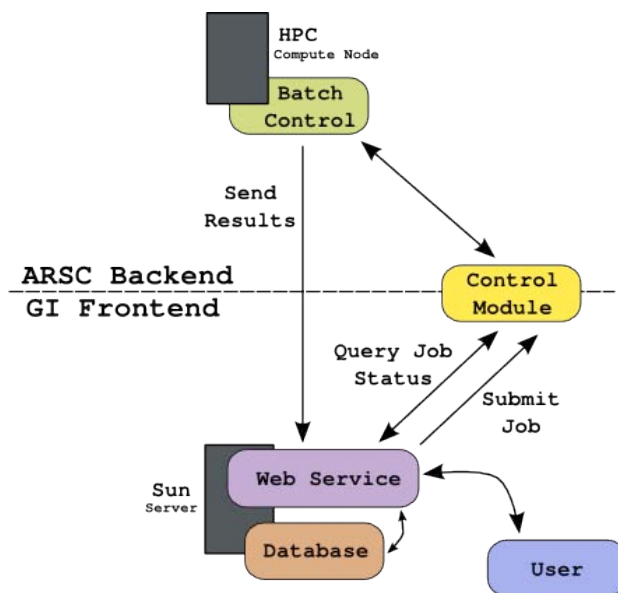 HPC
Compute Node
Batch
Control
Send
Results
ARSC Backend
GI Frontend
Control
Module
Query Job
Status
Submit
Job
Web Service
Sun
Server
Database
User